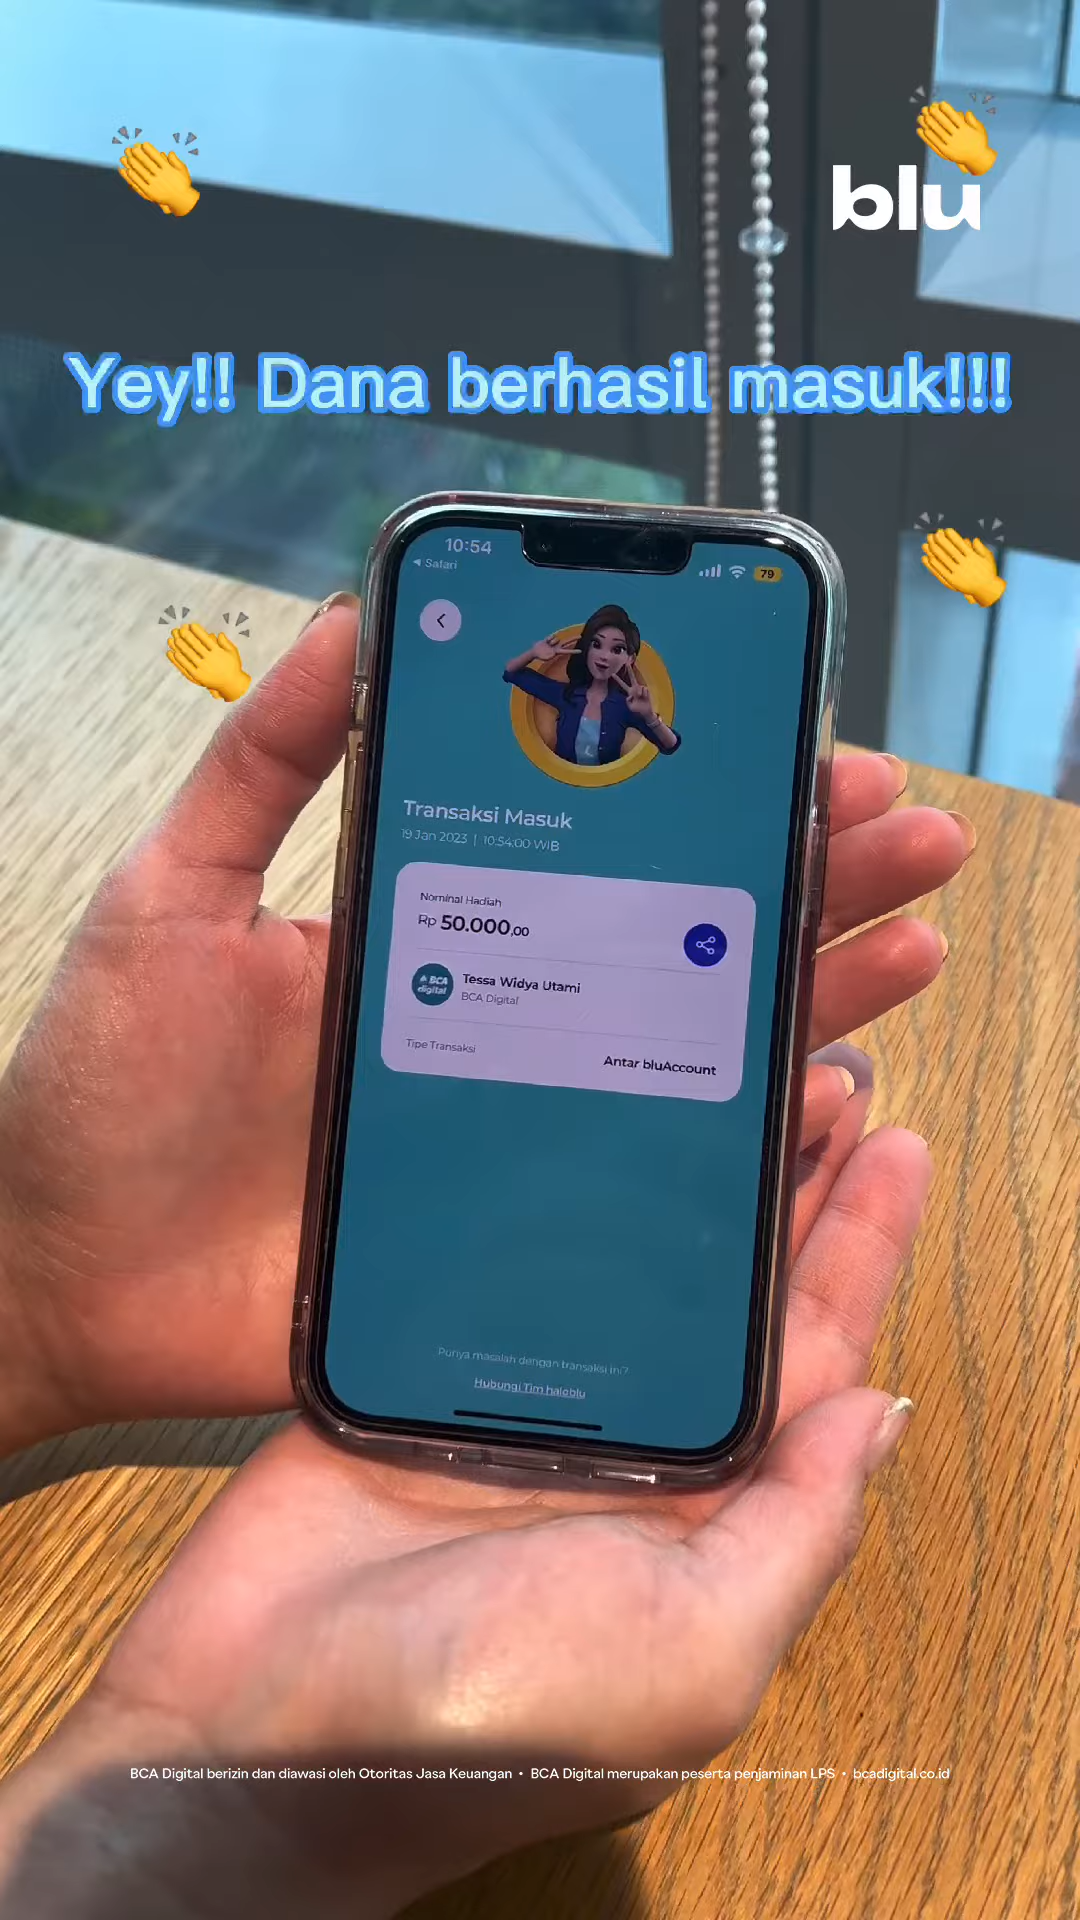 blu
Yey!! Dana berhasil masuk!!!
10:54
Safari
79
Transaksi Masuk
19 Jan 2023 | 10:54:00 WIB
Nominal Hadiah
Rp 50.000,00
BCA
digital
Tessa Widya Utami
BCA Digital
Tipe Transaksi
Antar bluAccount
Punya masalah dengan transaksi ini?
Hubungi Tim haloblu
BCA Digital berizin dan diawasi oleh Otoritas Jasa Keuangan • BCA Digital merupakan peserta penjaminan LPS • bcadigital.co.id